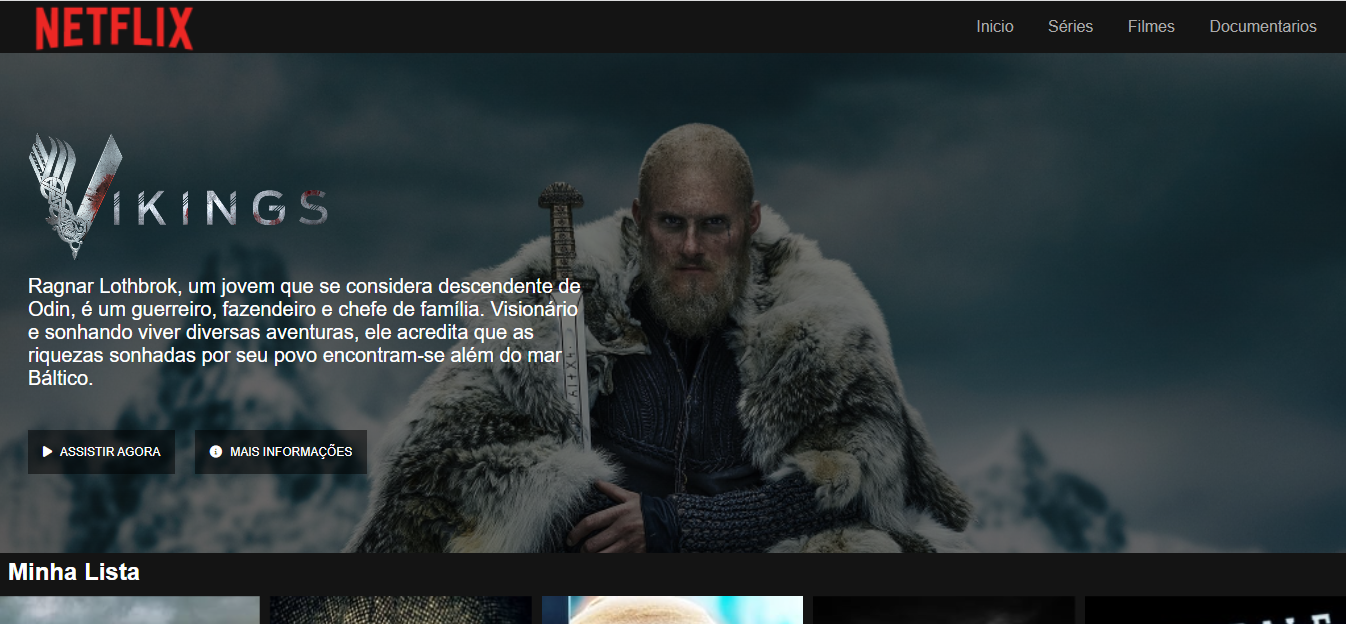 NETFLIX
Inicio Séries Filmes Documentarios
VIKINGS
Ragnar Lothbrok, um jovem que se considera descendente de
Odin, é um guerreiro, fazendeiro e chefe de família. Visionário
e sonhando viver diversas aventuras, ele acredita que as
riquezas sonhadas por seu povo encontram-se além do mar
Báltico.
ASSISTIR AGORA MAIS INFORMAÇÕES
Minha Lista